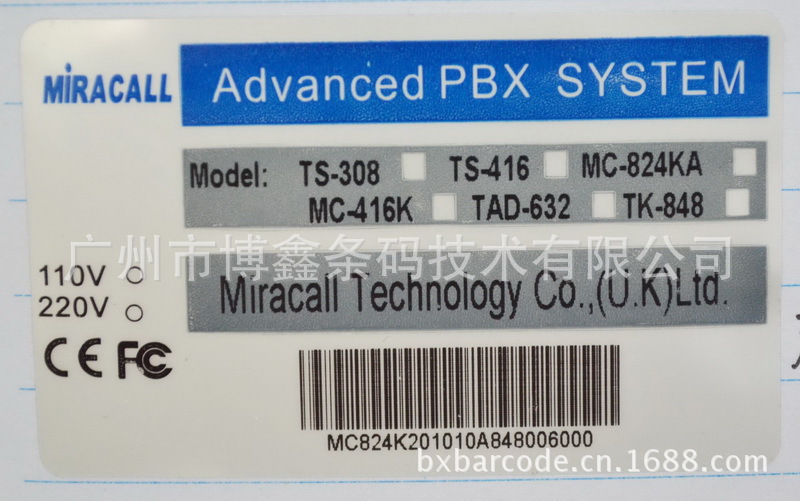 MiRACALL
Advanced PBX SYSTEM
Model: TS-308 TS-416 MC-824KA
MC-416K TAD-632 TK-848
广州市博鑫条码技术有限公司
110V
220V
Miracall Technology Co.,(U.K)Ltd.
CE FC
MC824K201010A848006000
bxbarcode.cn.1688.com